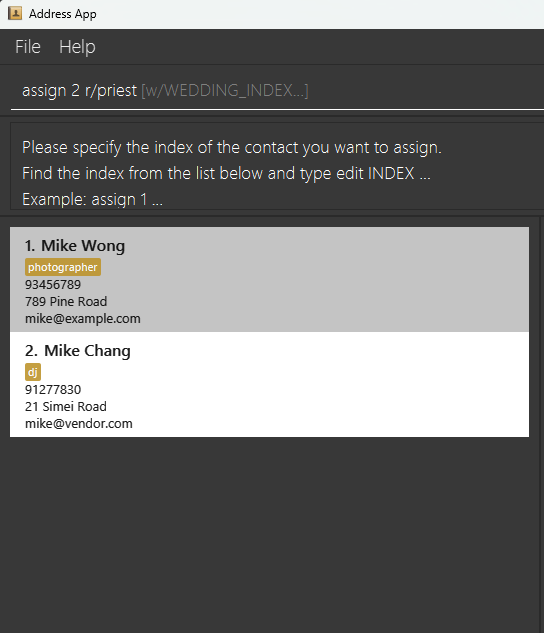 Address App
File Help
assign 2 r/priest [w/WEDDING_INDEX...]
Please specify the index of the contact you want to assign.
Find the index from the list below and type edit INDEX ...
Example: assign 1 ...
1. Mike Wong
photographer
93456789
789 Pine Road
mike@example.com
2. Mike Chang
dj
91277830
21 Simei Road
mike@vendor.com